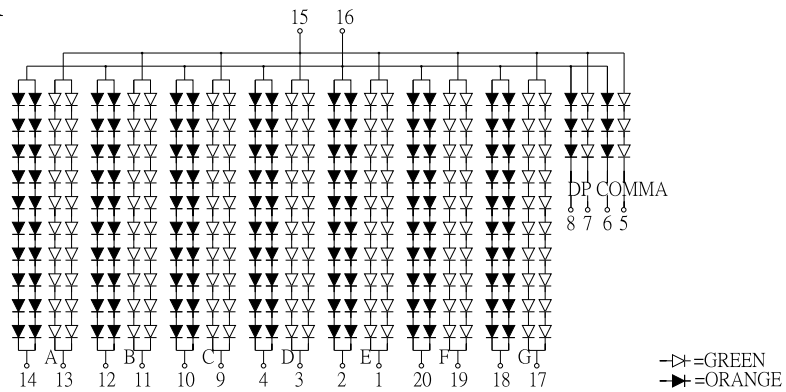 15 16
DP COMMA
8 7 6 5
A B C D E F G
14 13 12 11 10 9 4 3 2 1 20 19 18 17
=GREEN
=ORANGE